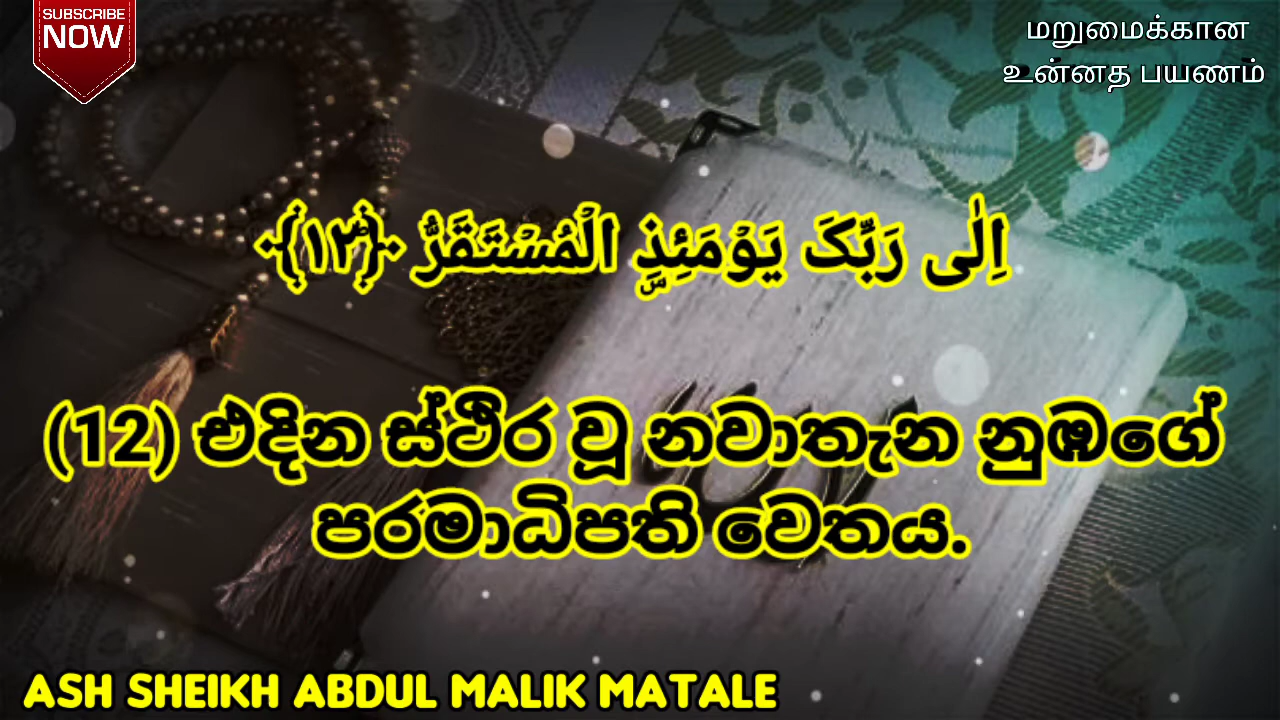 SUBSCRIBE
NOW
மறுமைக்கான
உன்னத பயணம்
اِلٰی رَبِّکَ یَوۡمَئِذِۣ الۡمُسۡتَقَرُّ ﴿ؕ۱۲﴾
(12) එදින ස්ථීර වූ නවාතැන නුඹගේ
පරමාධිපති වෙතය.
ASH SHEIKH ABDUL MALIK MATALE